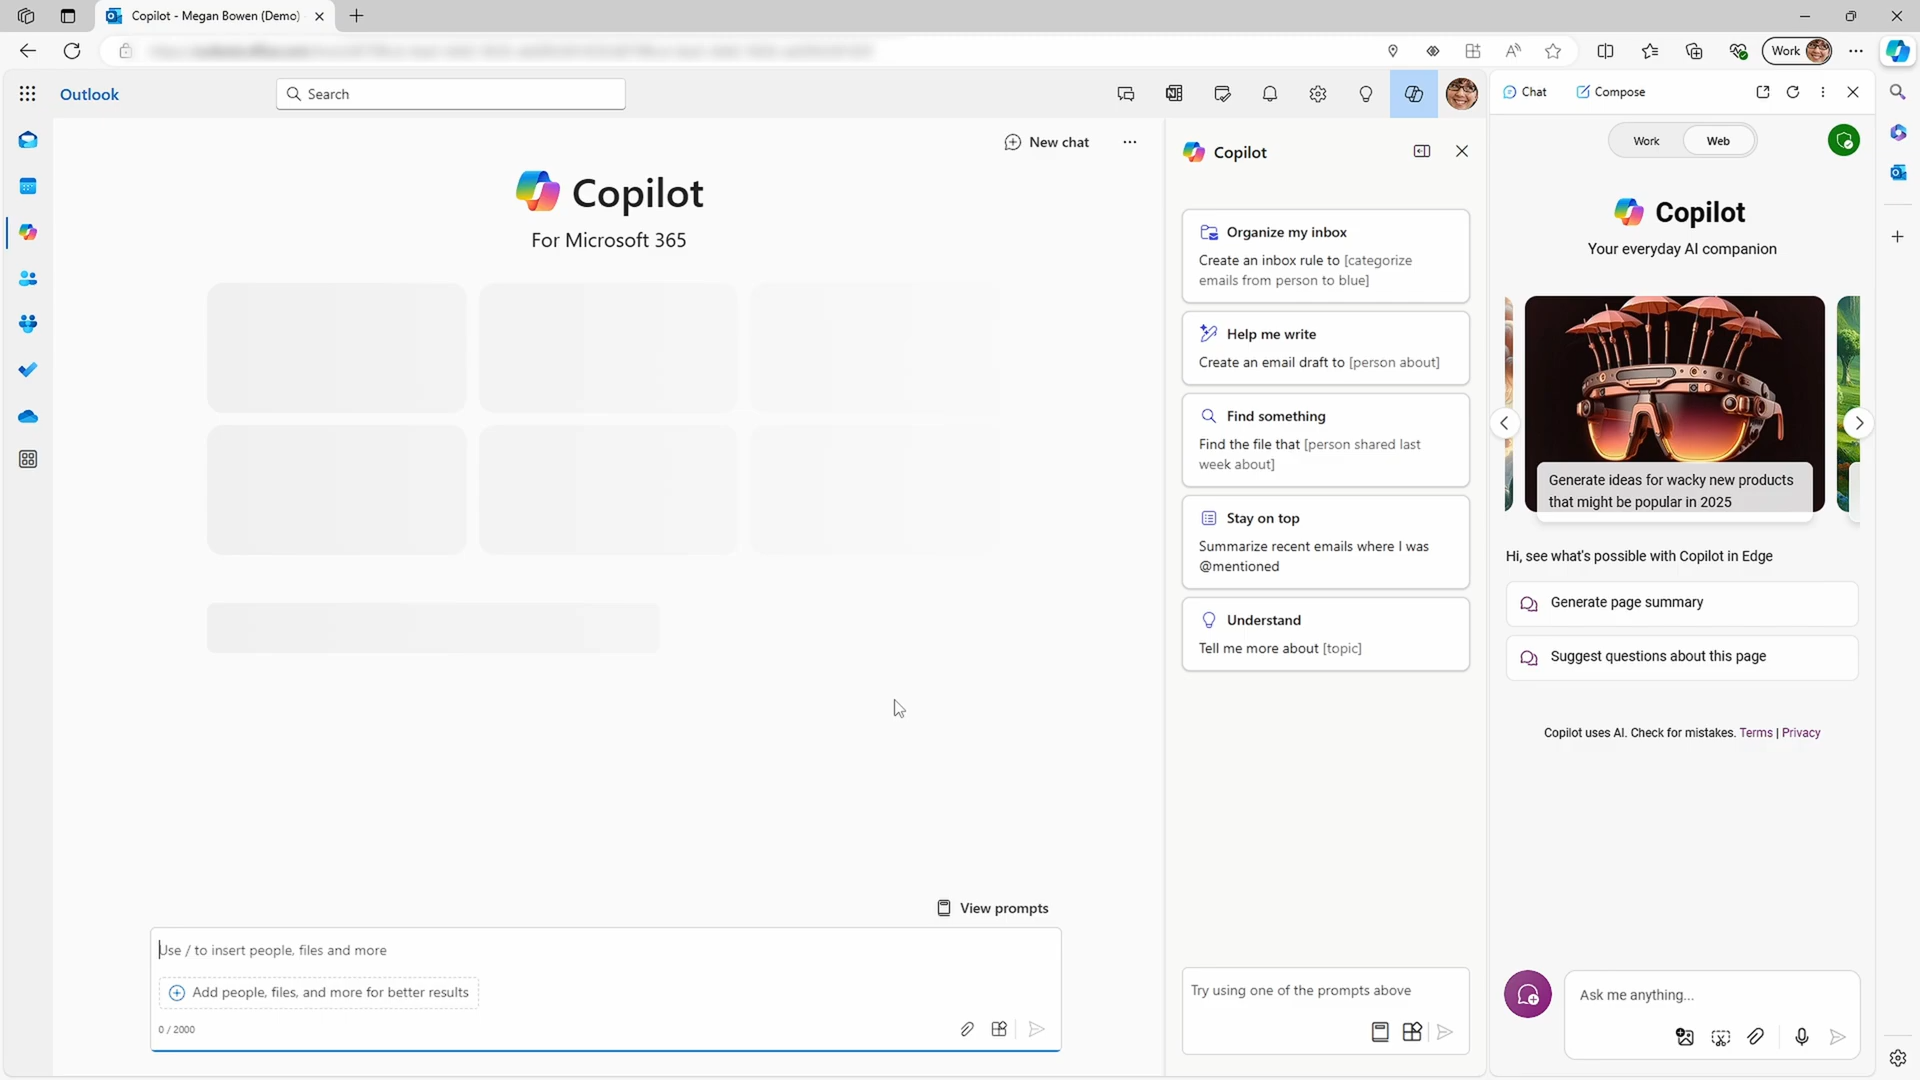 Copilot - Megan Bowen (Demo)
Work
Outlook
Search
New chat
Copilot
For Microsoft 365
View prompts
Use / to insert people, files and more
Add people, files, and more for better results
0 / 2000
Copilot
Organize my inbox
Create an inbox rule to [categorize
emails from person to blue]
Help me write
Create an email draft to [person about]
Find something
Find the file that [person shared last
week about]
Stay on top
Summarize recent emails where I was
@mentioned
Understand
Tell me more about [topic]
Try using one of the prompts above
Chat
Compose
Work
Web
Copilot
Your everyday AI companion
Generate ideas for wacky new products
that might be popular in 2025
Hi, see what's possible with Copilot in Edge
Generate page summary
Suggest questions about this page
Copilot uses AI. Check for mistakes. Terms | Privacy
Ask me anything...